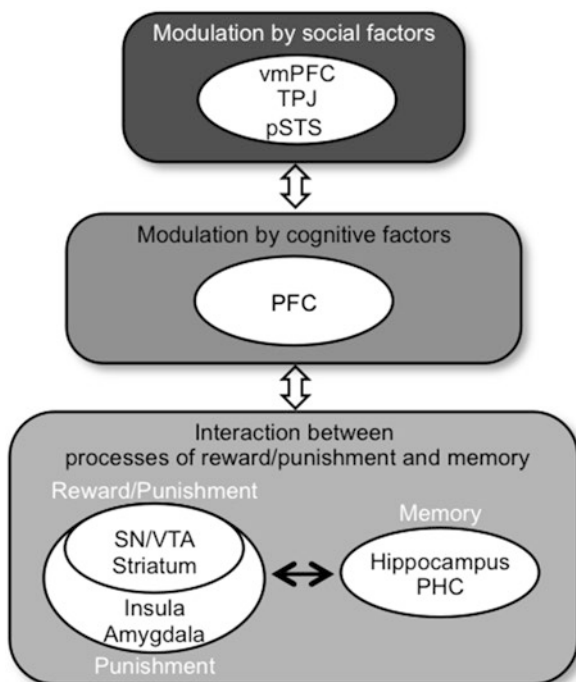 Modulation by social factors
vmPFC
TPJ
pSTS
Modulation by cognitive factors
PFC
Interaction between
processes of reward/punishment and memory
Reward/Punishment
SN/VTA
Striatum
Insula
Amygdala
Punishment
Memory
Hippocampus
PHC